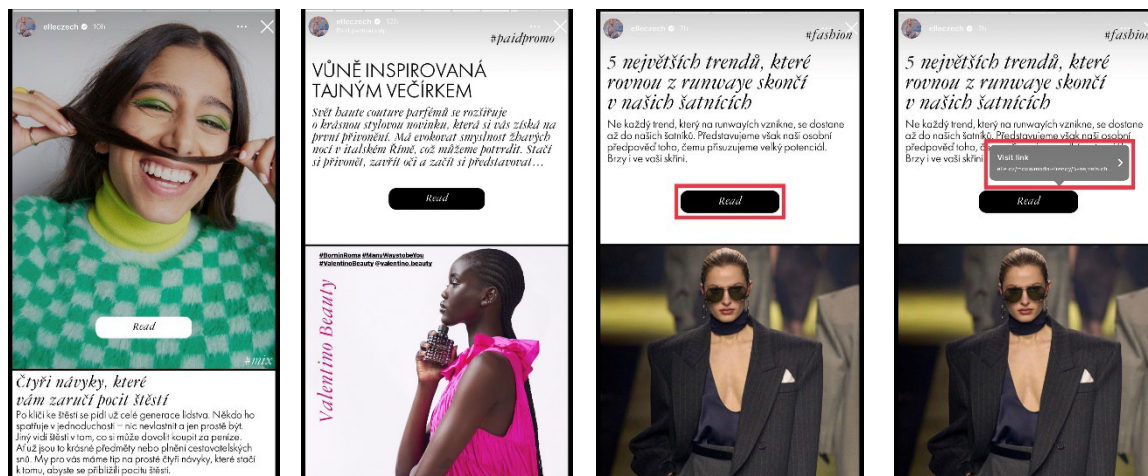 elleczech 10h
Read
#mix
Čtyři návyky, které
vám zaručí pocit štěstí
Po klíči ke štěstí se pídí už celé generace lidstva. Někdo ho
spatřuje v jednoduchosti – nic nevlastnit a jen prostě být.
Jiný vidí štěstí v tom, co si může dovolit koupit za peníze.
Ať už jsou to krásné předměty nebo plnění cestovatelských
snů. My pro vás máme tip na prosté čtyři návyky, které stačí
k tomu, abyste se přiblížili pocitu štěstí.
elleczech
#paidpromo
VŮNĚ INSPIROVANÁ
TAJNÝM VEČÍRKEM
Svět haute couture parfémů se rozšiřuje
o krásnou stylovou novinku, která si vás získá na
první přivonění. Má evokovat smyslnost žhavých
nocí v italském Římě, což můžeme potvrdit. Stačí
si přivonět, zavřít oči a začít si představovat…
Read
#BorninRoma #ManyWaystobeYou
#ValentinoBeauty @valentino.beauty
Valentino Beauty
elleczech 7h
#fashion
5 největších trendů, které
rovnou z runwaye skončí
v našich šatnících
Ne každý trend, který na runwayích vznikne, se dostane
až do našich šatníků. Představujeme však naši osobní
předpověď toho, čemu přisuzujeme velký potenciál.
Brzy i ve vaší skříni.
Read
elleczech 7h
#fashion
5 největších trendů, které
rovnou z runwaye skončí
v našich šatnících
Ne každý trend, který na runwayích vznikne, se dostane
až do našich šatníků. Představujeme však naši osobní
předpověď toho,
Brzy i ve vaší skříni
Visit link
Read